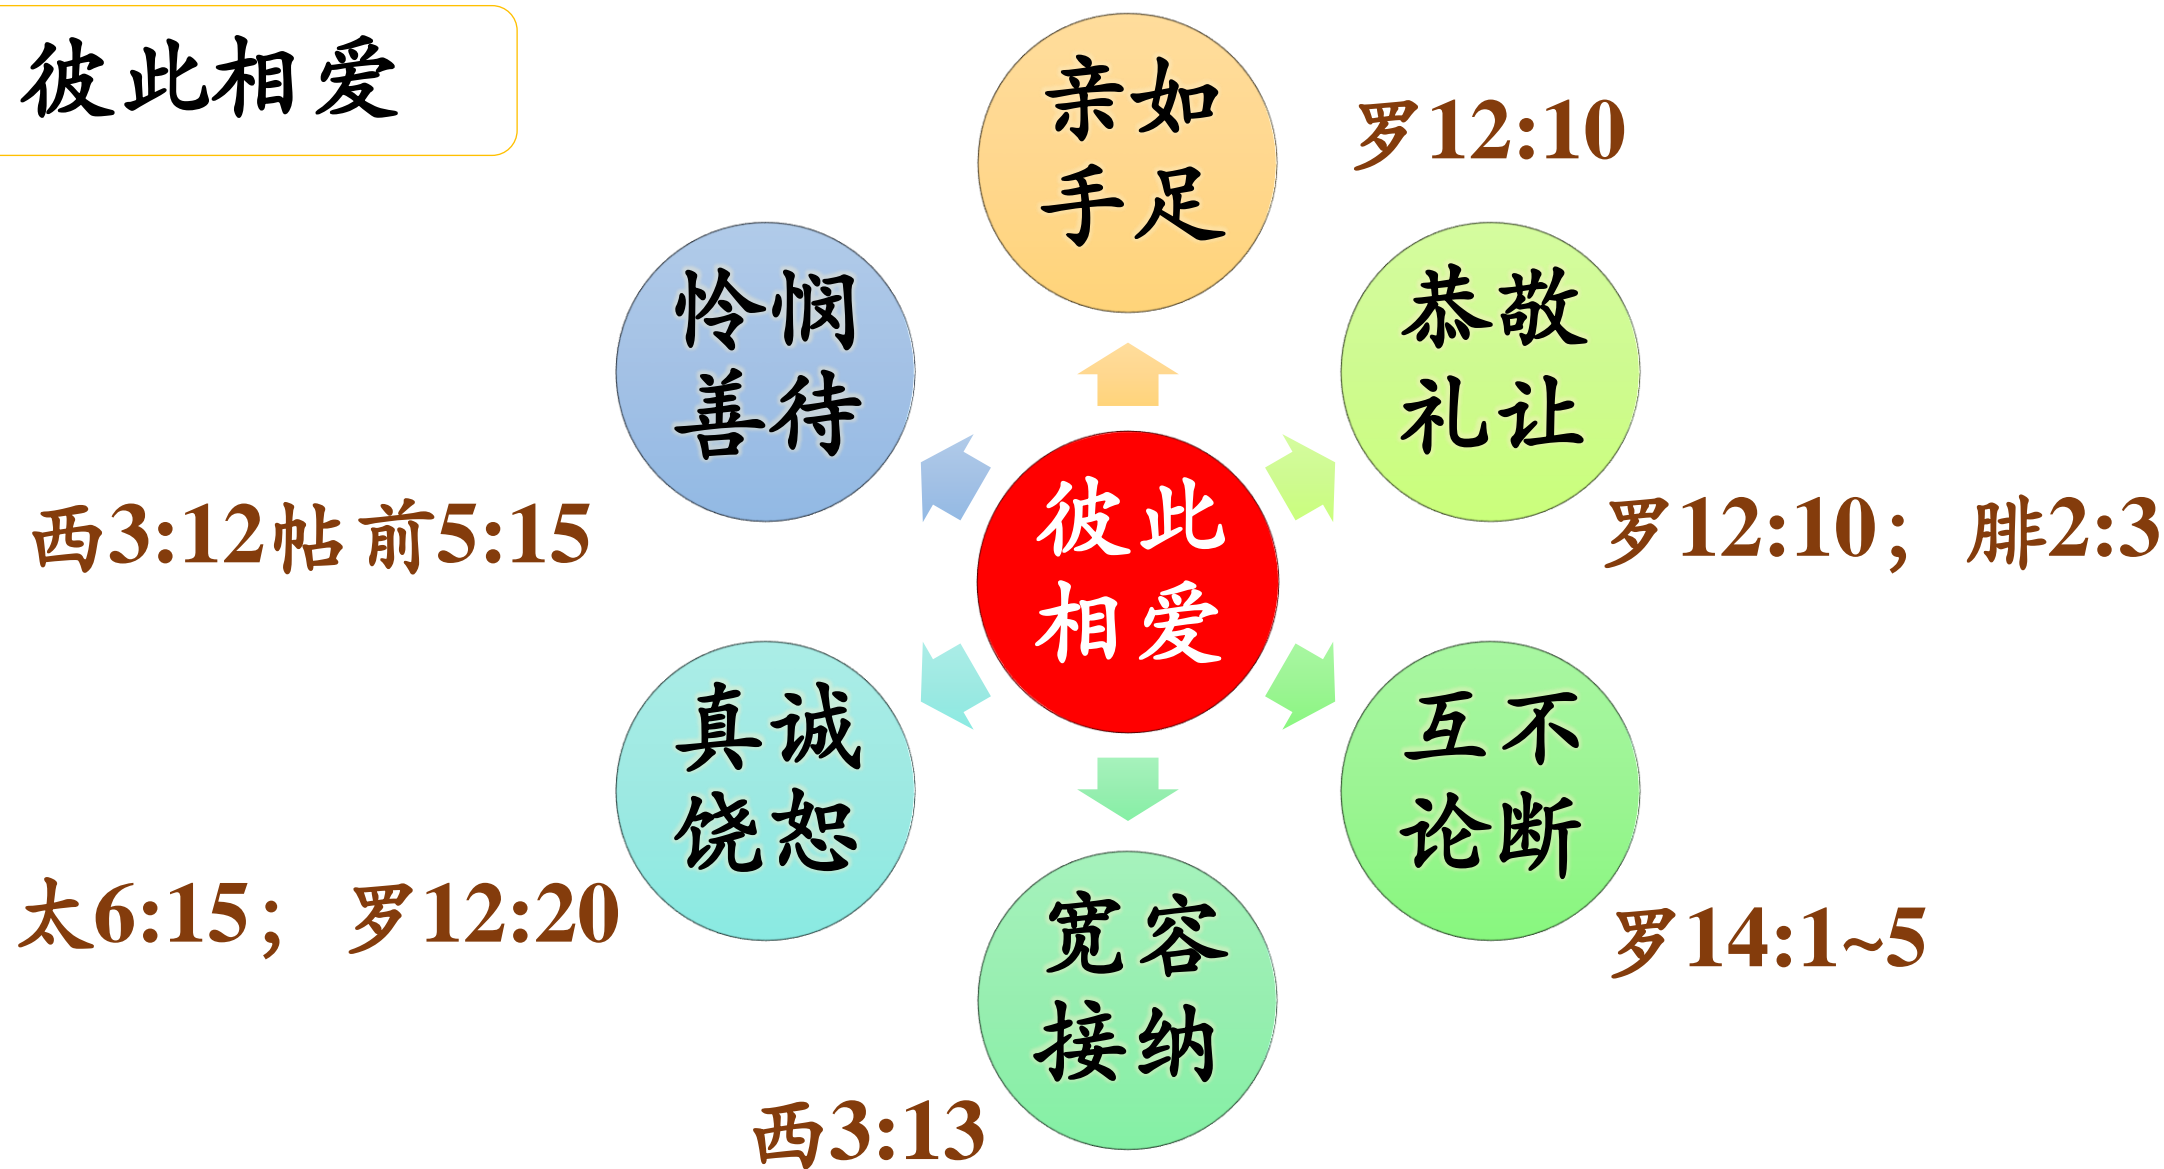 彼此相爱
亲如
手足
罗12:10
恭敬
礼让
罗12:10；腓2:3
互不
论断
罗14:1~5
宽容
接纳
西3:13
真诚
饶恕
太6:15；罗12:20
怜悯
善待
西3:12帖前5:15
彼此
相爱